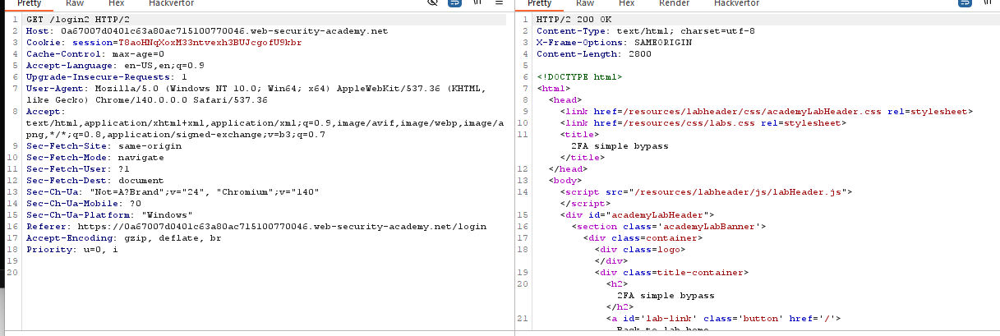 Pretty Raw Hex Hackvertor
1 GET /login2 HTTP/2
2 Host: 0a67007d0401c63a80ac715100770046.web-security-academy.net
3 Cookie: session=T8aoHNqXoxM33ntvexh3BUJcgofU9kbr
4 Cache-Control: max-age=0
5 Accept-Language: en-US,en;q=0.9
6 Upgrade-Insecure-Requests: 1
7 User-Agent: Mozilla/5.0 (Windows NT 10.0; Win64; x64) AppleWebKit/537.36 (KHTML,
like Gecko) Chrome/140.0.0.0 Safari/537.36
8 Accept:
text/html,application/xhtml+xml,application/xml;q=0.9,image/avif,image/webp,image/a
png,*/*;q=0.8,application/signed-exchange;v=b3;q=0.7
9 Sec-Fetch-Site: same-origin
10 Sec-Fetch-Mode: navigate
11 Sec-Fetch-User: ?1
12 Sec-Fetch-Dest: document
13 Sec-Ch-Ua: "Not=A?Brand";v="24", "Chromium";v="140"
14 Sec-Ch-Ua-Mobile: ?0
15 Sec-Ch-Ua-Platform: "Windows"
16 Referer: https://0a67007d0401c63a80ac715100770046.web-security-academy.net/login
17 Accept-Encoding: gzip, deflate, br
18 Priority: u=0, i
19
20
Pretty Raw Hex Render Hackvertor
1 HTTP/2 200 OK
2 Content-Type: text/html; charset=utf-8
3 X-Frame-Options: SAMEORIGIN
4 Content-Length: 2800
5
6 <!DOCTYPE html>
7 <html>
8 <head>
9 <link href=/resources/labheader/css/academyLabHeader.css rel=stylesheet>
10 <link href=/resources/css/labs.css rel=stylesheet>
11 <title>
2FA simple bypass
</title>
12 </head>
13 <body>
14 <script src="/resources/labheader/js/labHeader.js">
</script>
15 <div id="academyLabHeader">
16 <section class='academyLabBanner'>
17 <div class=container>
18 <div class=logo>
</div>
19 <div class=title-container>
20 <h2>
2FA simple bypass
</h2>
21 <a id='lab-link' class='button' href='/'>
Back to lab home